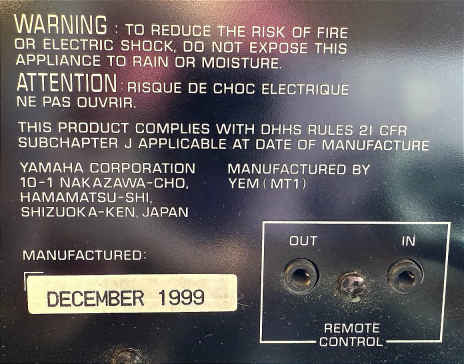 WARNING : TO REDUCE THE RISK OF FIRE
OR ELECTRIC SHOCK, DO NOT EXPOSE THIS
APPLIANCE TO RAIN OR MOISTURE.
ATTENTION : RISQUE DE CHOC ELECTRIQUE
NE PAS OUVRIR.
THIS PRODUCT COMPLIES WITH DHHS RULES 21 CFR
SUBCHAPTER J APPLICABLE AT DATE OF MANUFACTURE
YAMAHA CORPORATION
10-1 NAKAZAWA-CHO,
HAMAMATSU-SHI,
SHIZUOKA-KEN, JAPAN
MANUFACTURED BY
YEM (MT1)
MANUFACTURED:
DECEMBER 1999
OUT IN
REMOTE
CONTROL